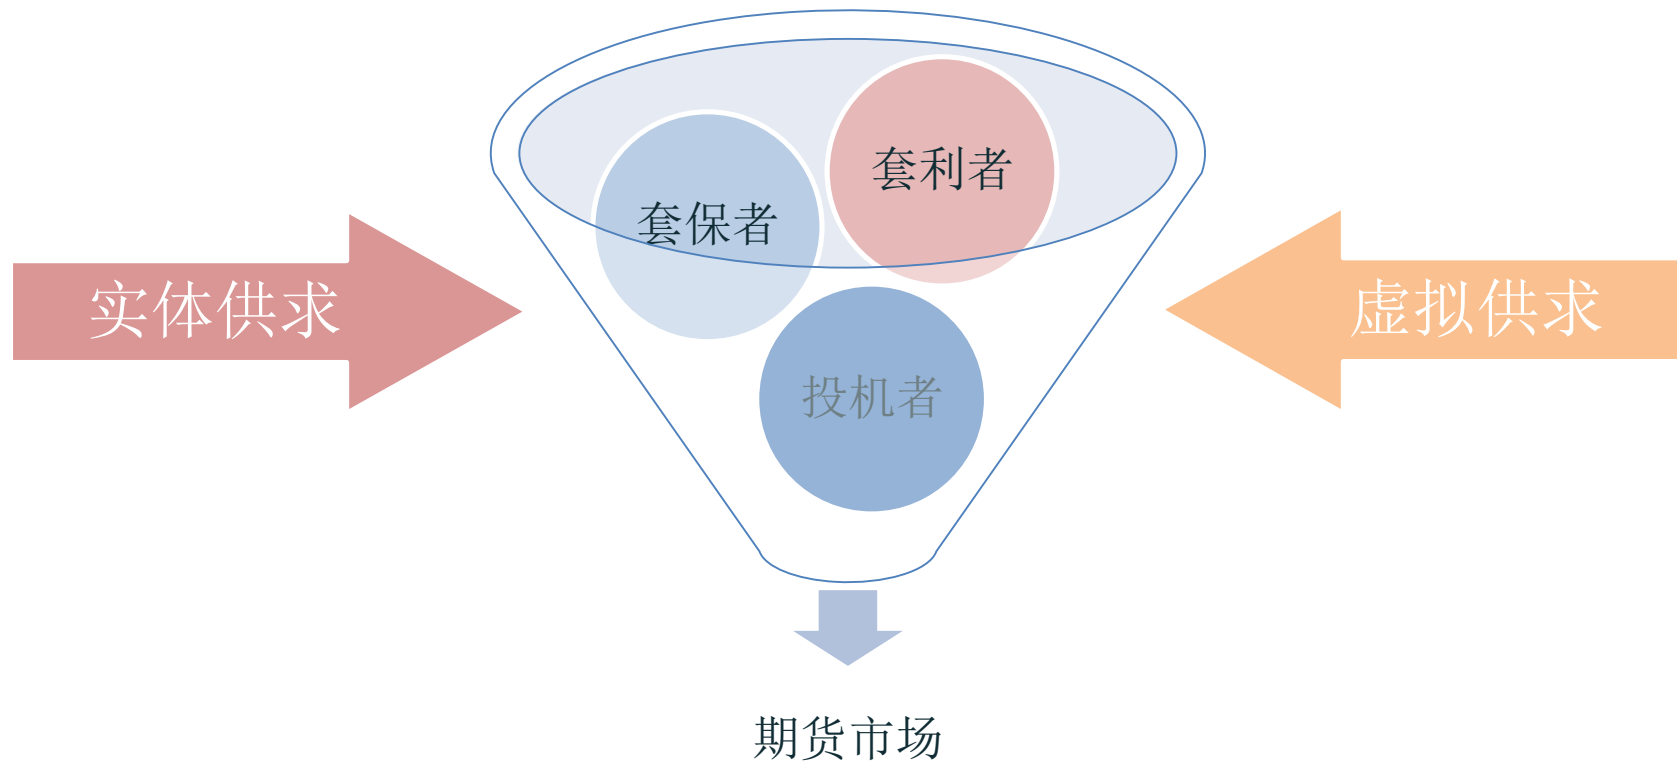 套利者
套保者
实体供求
虚拟供求
投机者
期货市场